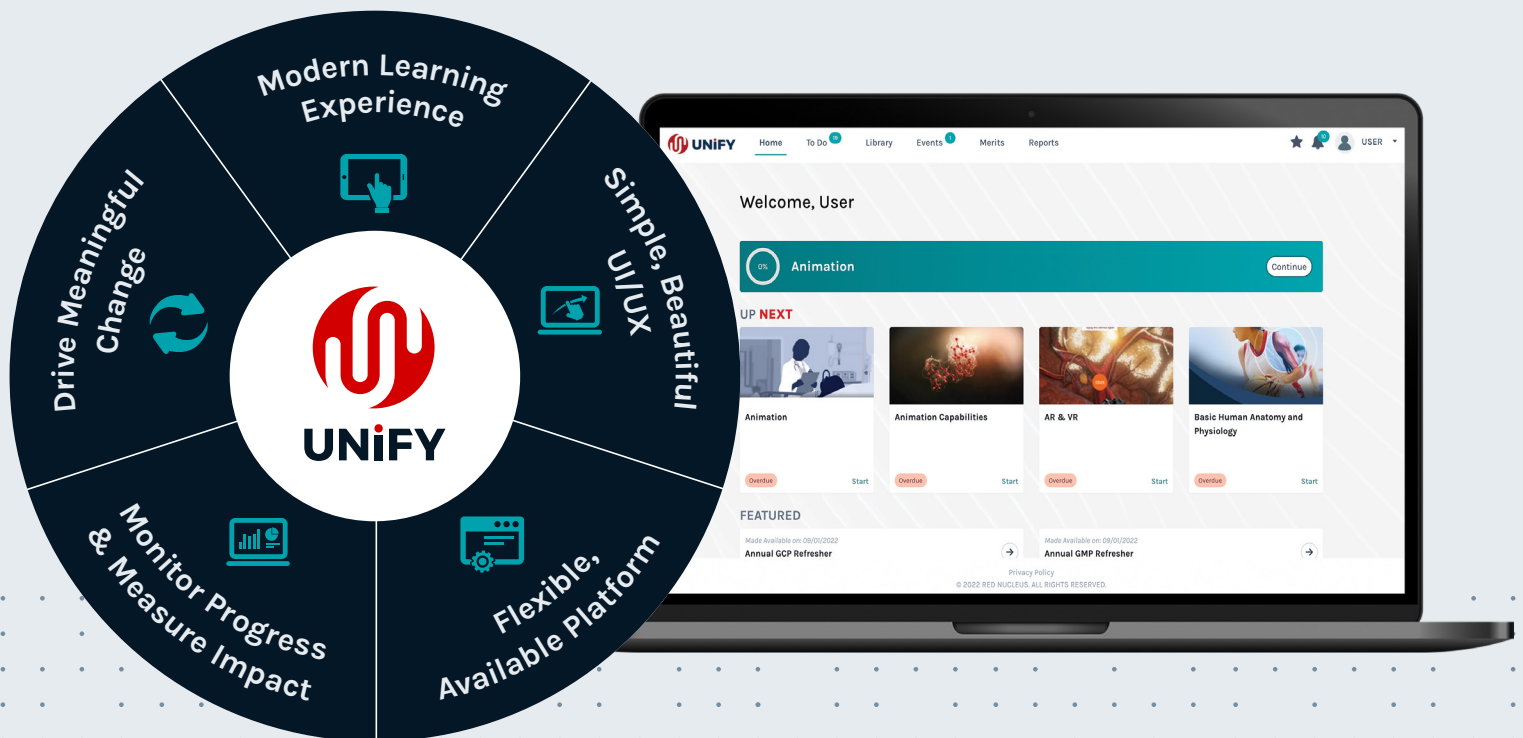 Modern Learning
Experience
Simple, Beautiful
UI/UX
Flexible,
Available Platform
Monitor Progress
& Measure Impact
Drive Meaningful
Change
UNiFY
UNiFY Home To Do 18 Library Events 1 Merits Reports 10 USER
Welcome, User
0% Animation Continue
UP NEXT
Animation
Overdue Start
Animation Capabilities
Overdue Start
AR & VR
Overdue Start
Basic Human Anatomy and
Physiology
Overdue Start
FEATURED
Made Available on: 09/01/2022
Annual GCP Refresher
Made Available on: 09/01/2022
Annual GMP Refresher
Privacy Policy
© 2022 RED NUCLEUS. ALL RIGHTS RESERVED.